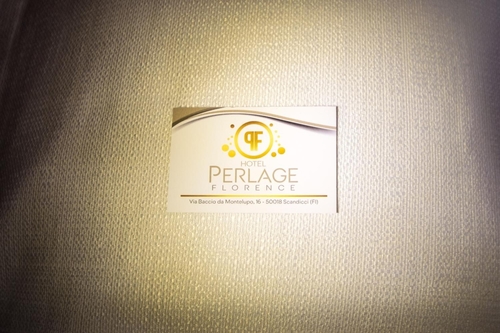 PF
HOTEL
PERLAGE
FLORENCE
Via Baccio da Montelupo, 16 - 50018 Scandicci (FI)